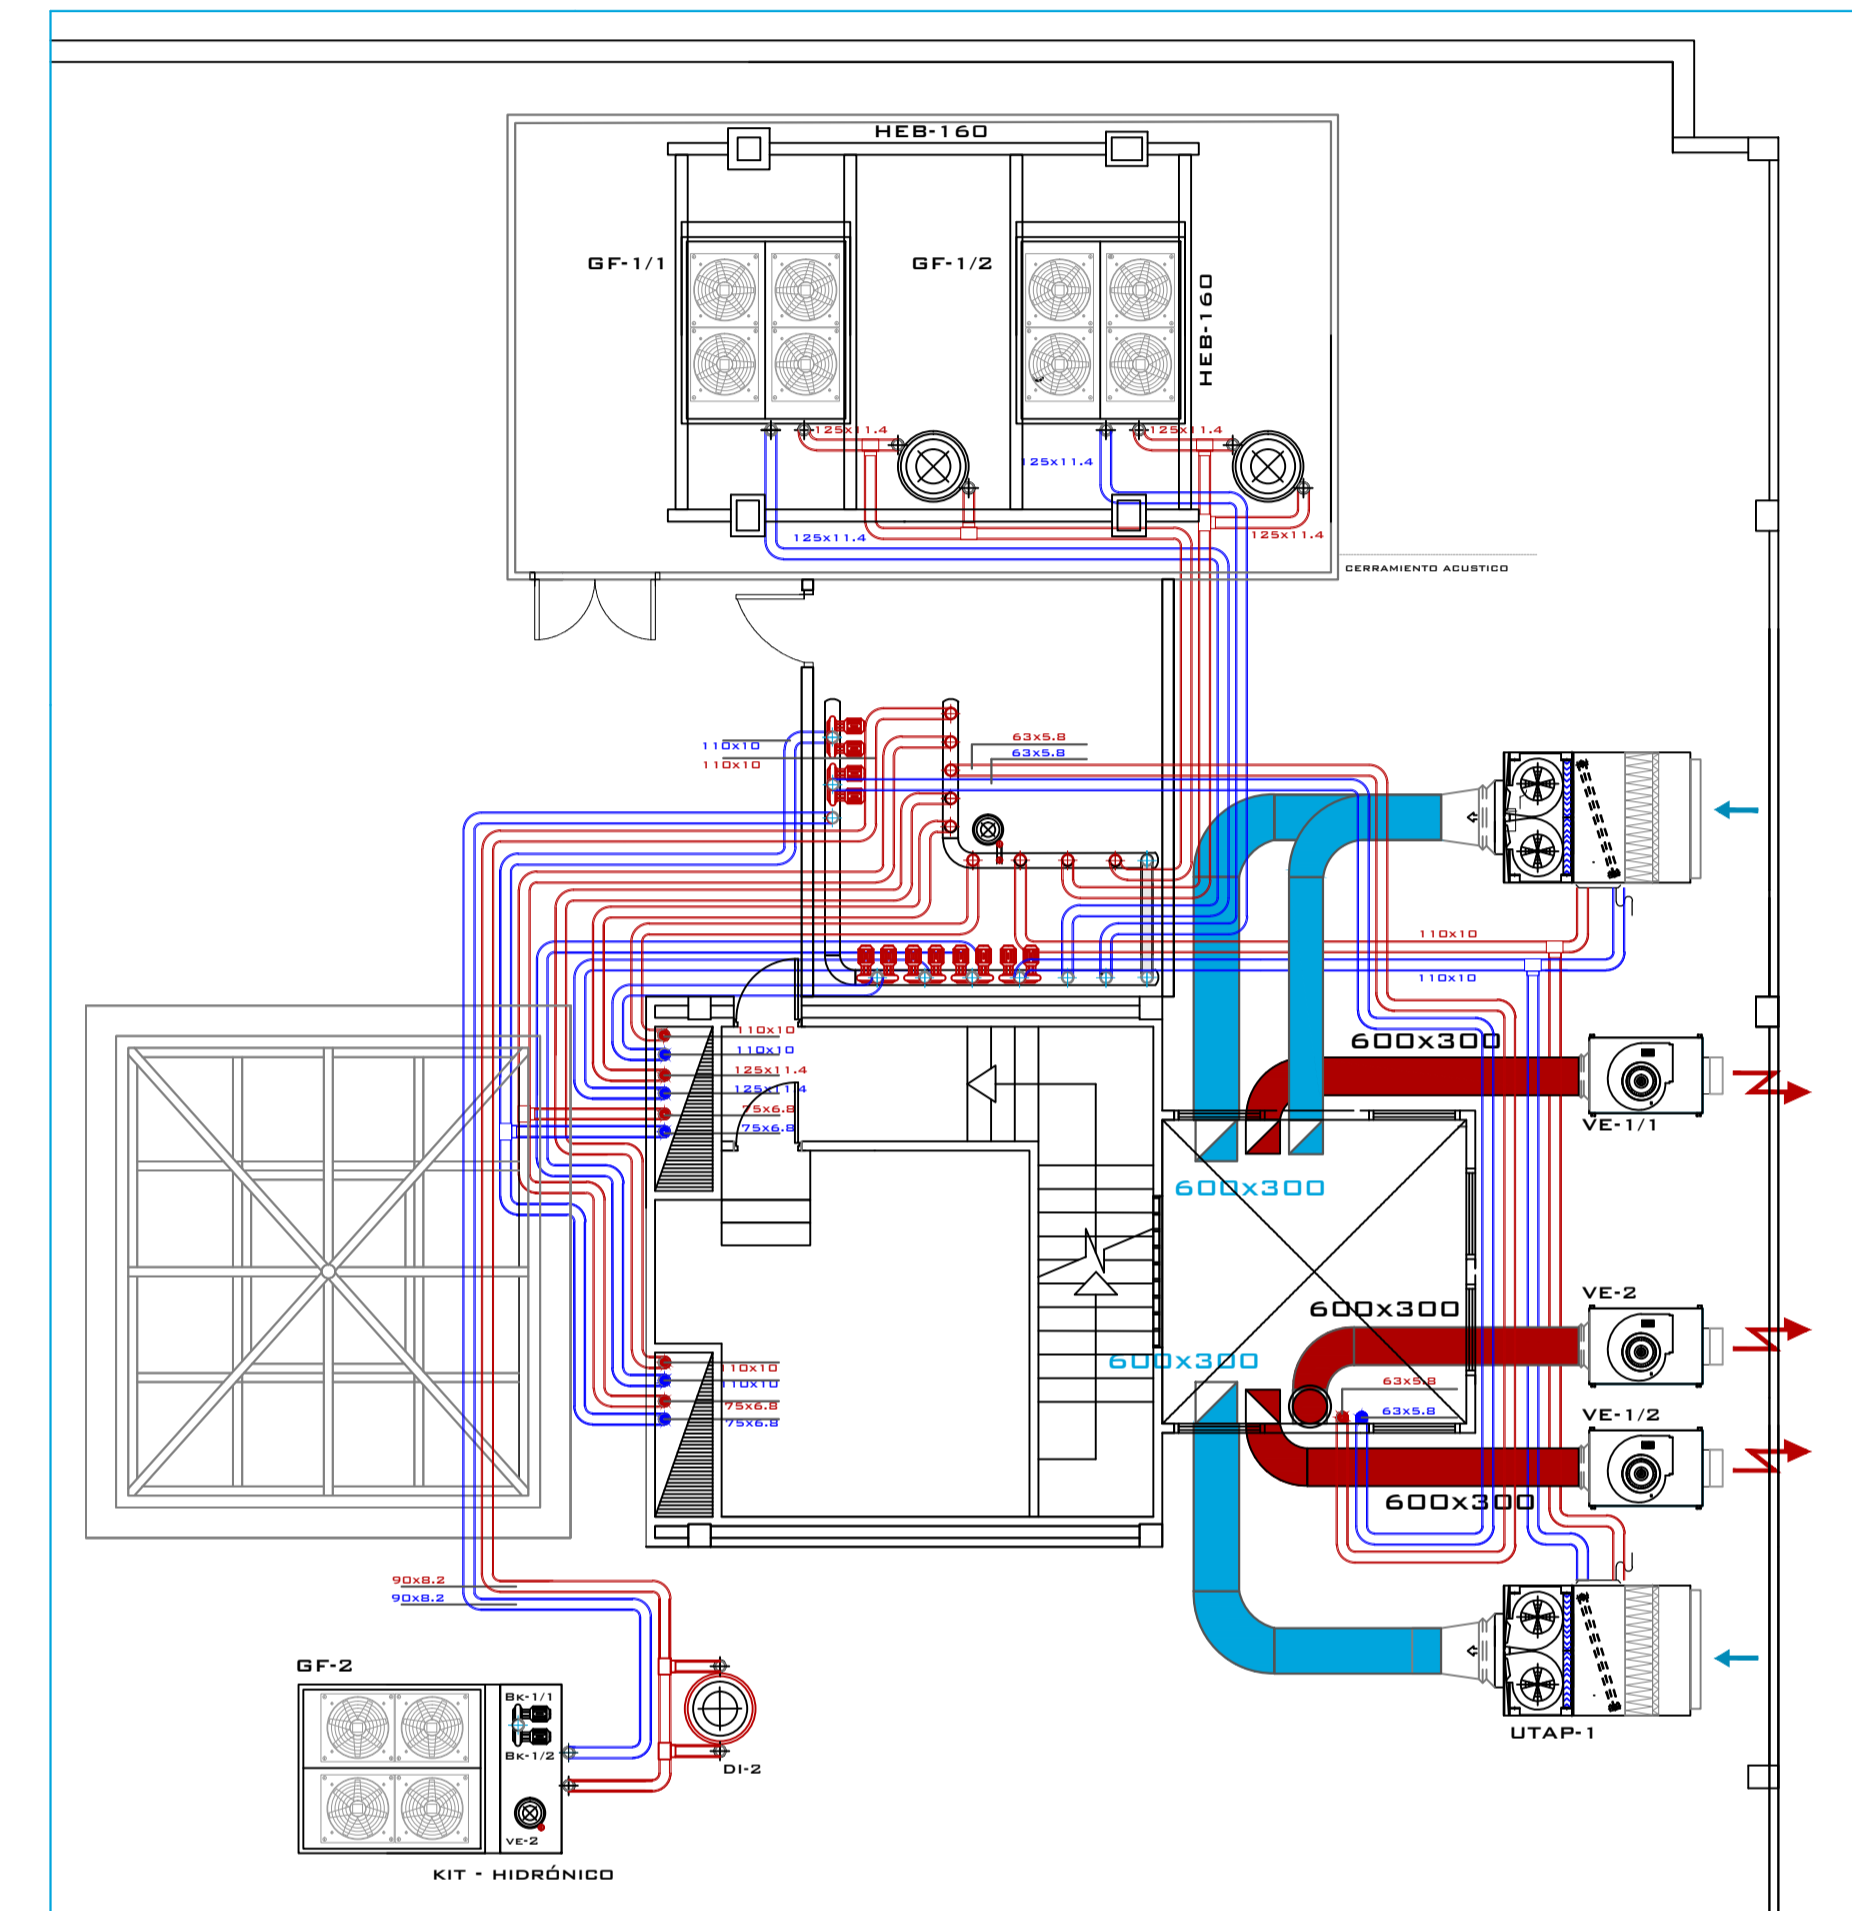 HEB-160
GF-1/1
GF-1/2
HEB-160
125x11.4
125x11.4
125x11.4
125x11.4
125x11.4
CERRAMIENTO ACUSTICO
110x10
110x10
63x5.8
63x5.8
110x10
110x10
110x10
110x10
125x11.4
125x11.4
75x6.8
75x6.8
600x300
VE-1/1
600x300
VE-2
600x300
600x300
110x10
110x10
75x6.8
75x6.8
63x5.8
63x5.8
VE-1/2
600x300
90x8.2
90x8.2
GF-2
BK-1/1
BK-1/2
VE-2
DI-2
UTAP-1
KIT - HIDRÓNICO